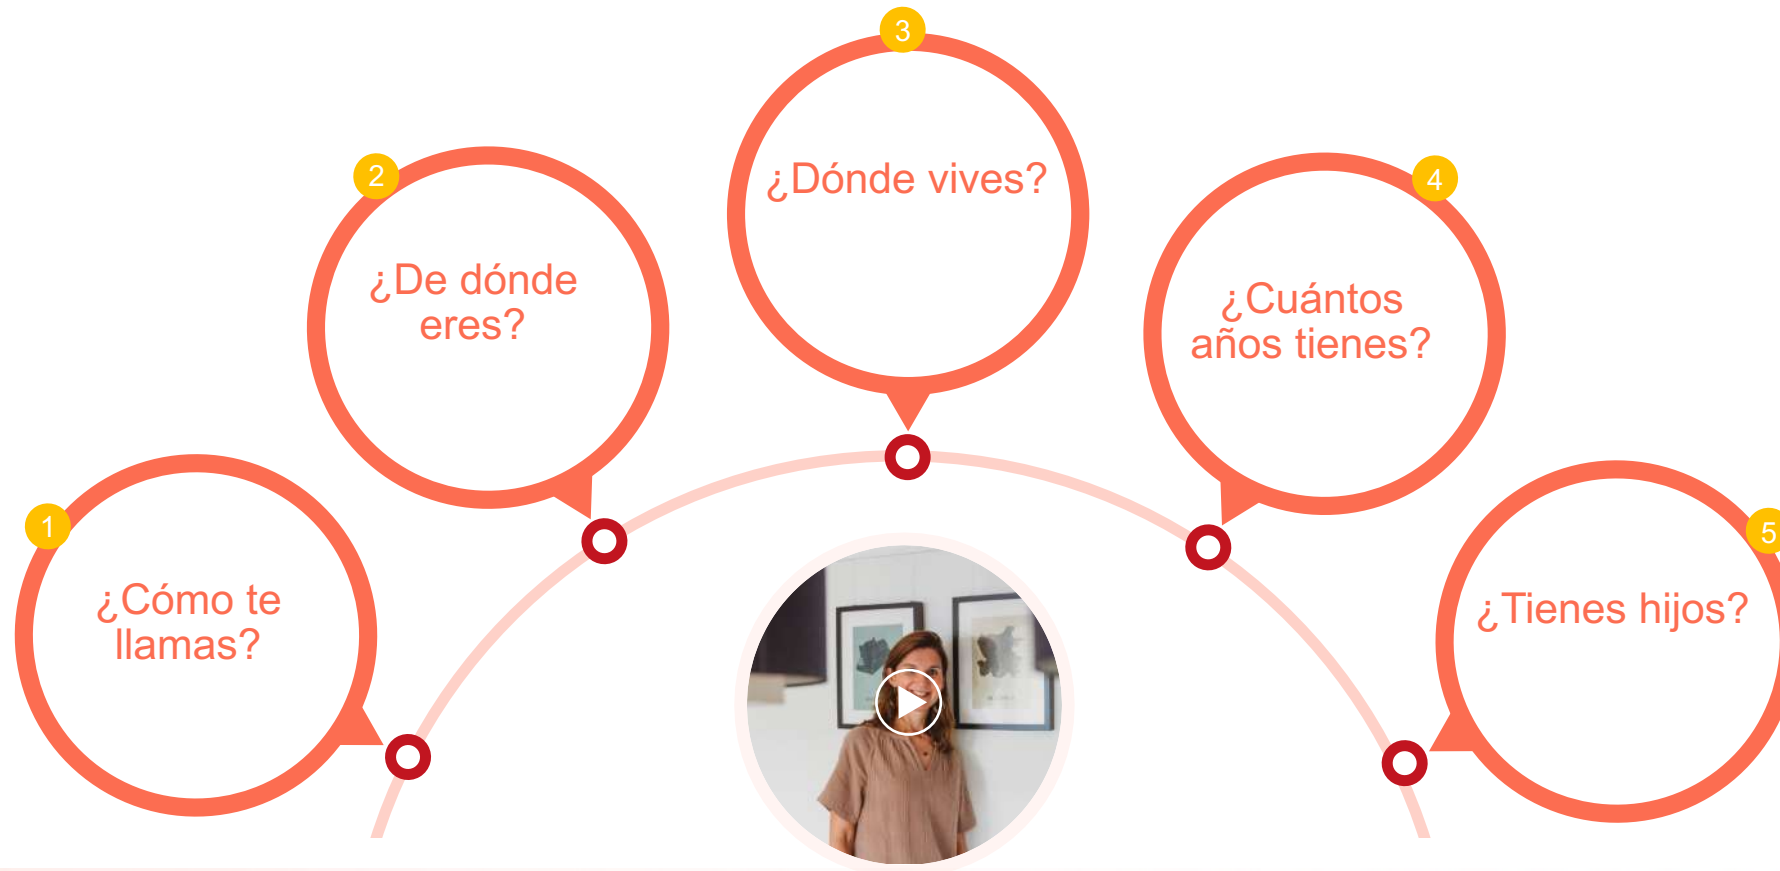 1
¿Cómo te
llamas?
2
¿De dónde
eres?
3
¿Dónde vives?
4
¿Cuántos
años tienes?
5
¿Tienes hijos?